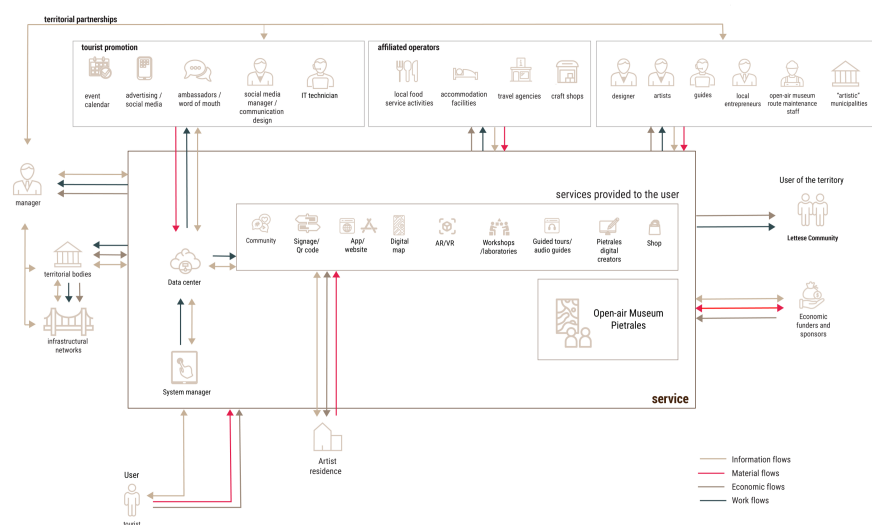 territorial partnerships
tourist promotion
event
calendar
advertising /
social media
ambassadors /
word of mouth
social media
manager /
communication
design
IT technician
affiliated operators
local food
service activities
accommodation
facilities
travel agencies
craft shops
designer
artists
guides
local
entrepreneurs
open-air museum
route maintenance
staff
"artistic"
municipalities
manager
territorial bodies
infrastructural
networks
services provided to the user
Community
Signage/
Qr code
App/
website
Digital
map
AR/VR
Workshops
/laboratories
Guided tours/
audio guides
Pietrales
digital
creators
Shop
Data center
Open-air Museum
Pietrales
System manager
service
User of the territory
Lettese Community
Economic
funders and
sponsors
Artist
residence
User
tourist
Information flows
Material flows
Economic flows
Work flows